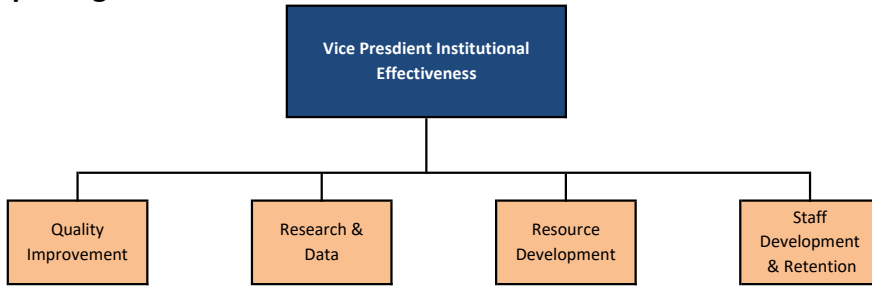 Vice Presdient Institutional
Effectiveness
Quality
Improvement
Research &
Data
Resource
Development
Staff
Development
& Retention